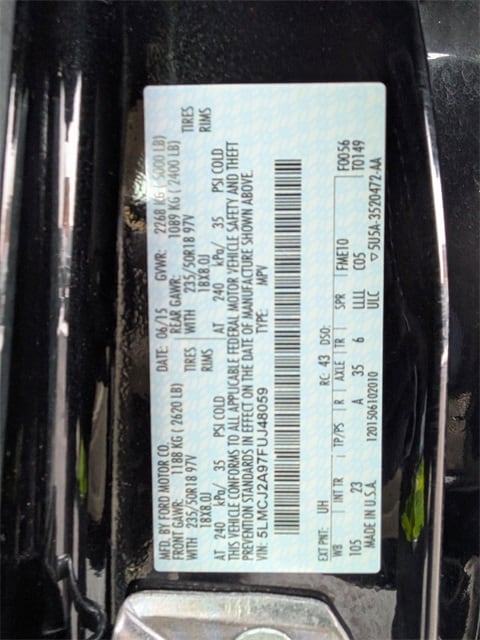 MFD. BY FORD MOTOR CO. DATE: 06/15 GVWR: 2268 KG (5000 LB)
FRONT GAWR: 1188 KG (2620 LB) REAR GAWR: 1089 KG (2400 LB)
WITH 235/50R18 97V TIRES WITH 235/50R18 97V TIRES
18X8.0J RIMS 18X8.0J RIMS
AT 240 kPa/ 35 PSI COLD AT 240 kPa/ 35 PSI COLD
THIS VEHICLE CONFORMS TO ALL APPLICABLE FEDERAL MOTOR VEHICLE SAFETY AND THEFT
PREVENTION STANDARDS IN EFFECT ON THE DATE OF MANUFACTURE SHOWN ABOVE.
VIN: 5LMCJ2A97FUJ48059 TYPE: MPV
F0056
EXT PNT: UH RC: 43 DSO: FME10 T0149
WB INT TR TP/PS R AXLE TR SPR
105 23 A 35 6 LLLL C05
MADE IN U.S.A. 1201506102010 ULC ▽5U5A-3520472-AA